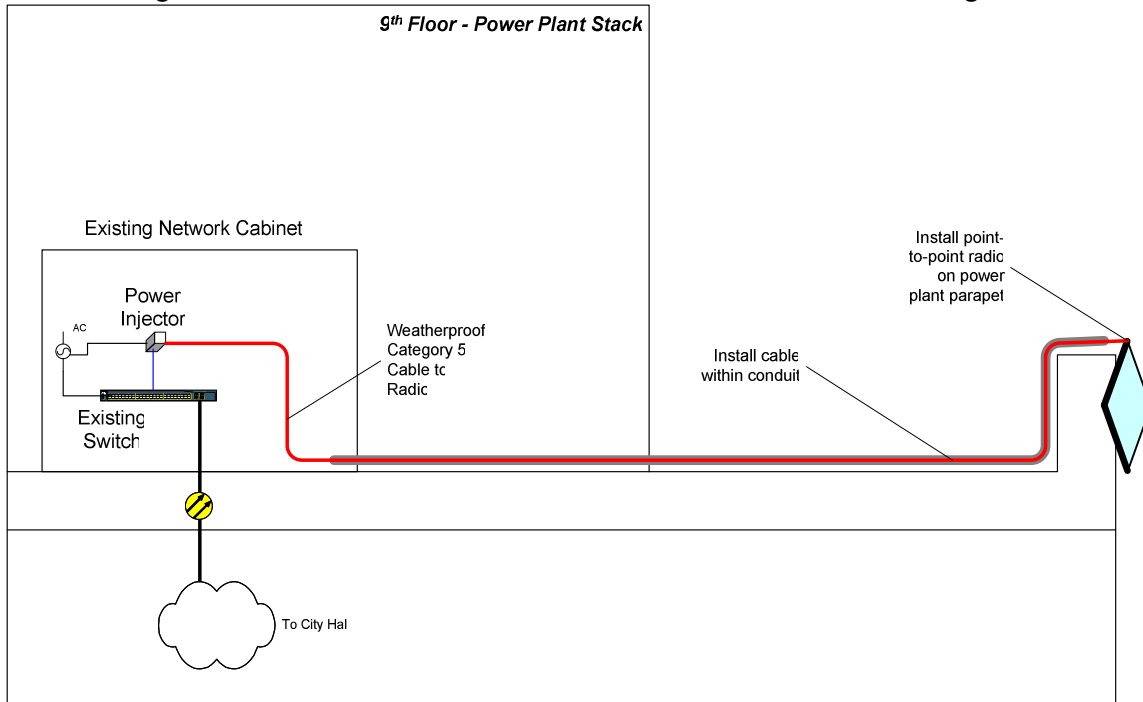 9th Floor - Power Plant Stack
Existing Network Cabinet
Power
Injector
AC
Existing
Switch
Weatherproof
Category 5
Cable to
Radio
Install cable
within conduit
Install point-
to-point radio
on power
plant parapet
To City Hal